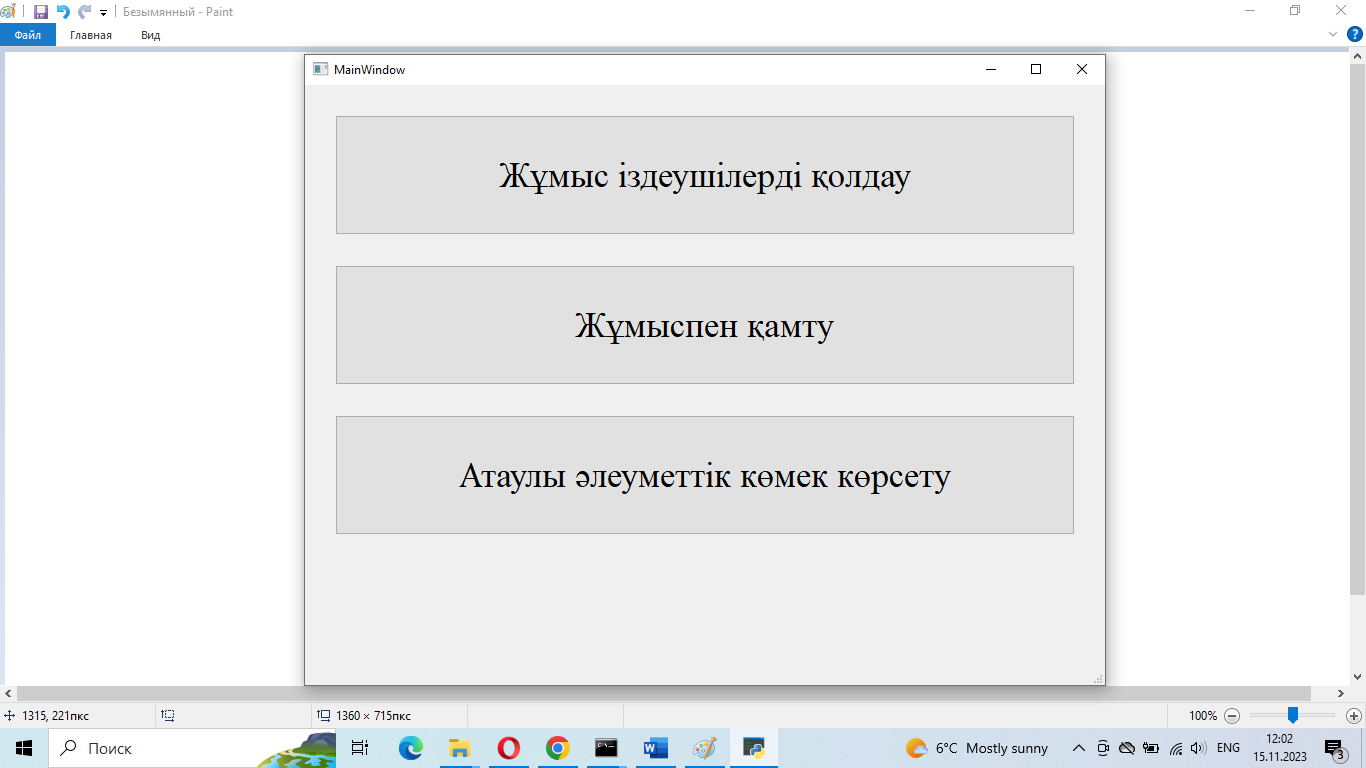 Безымянный - Paint
Файл Главная Вид
MainWindow
Жұмыс іздеушілерді қолдау
Жұмыспен қамту
Атаулы әлеуметтік көмек көрсету
1315, 221пкс 1360 × 715пкс 100%
Поиск 6°C Mostly sunny ENG 12:02
15.11.2023 3